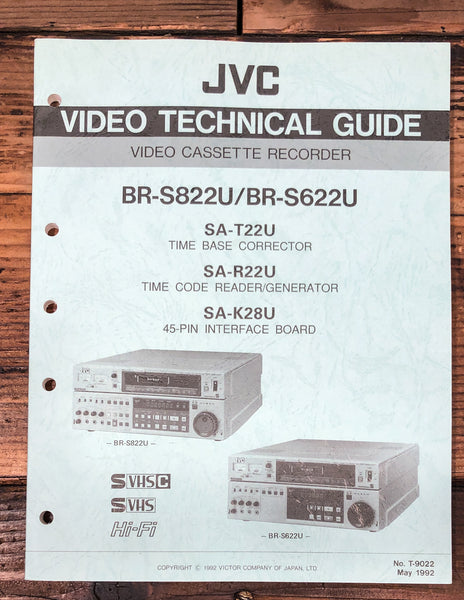 JVC
VIDEO TECHNICAL GUIDE
VIDEO CASSETTE RECORDER
BR-S822U/BR-S622U
SA-T22U
TIME BASE CORRECTOR
SA-R22U
TIME CODE READER/GENERATOR
SA-K28U
45-PIN INTERFACE BOARD
JVC
– BR-S822U –
JVC
– BR-S622U –
S VHS C
S VHS
Hi-Fi
No. T-9022
May 1992
COPYRIGHT © 1992 VICTOR COMPANY OF JAPAN, LTD.